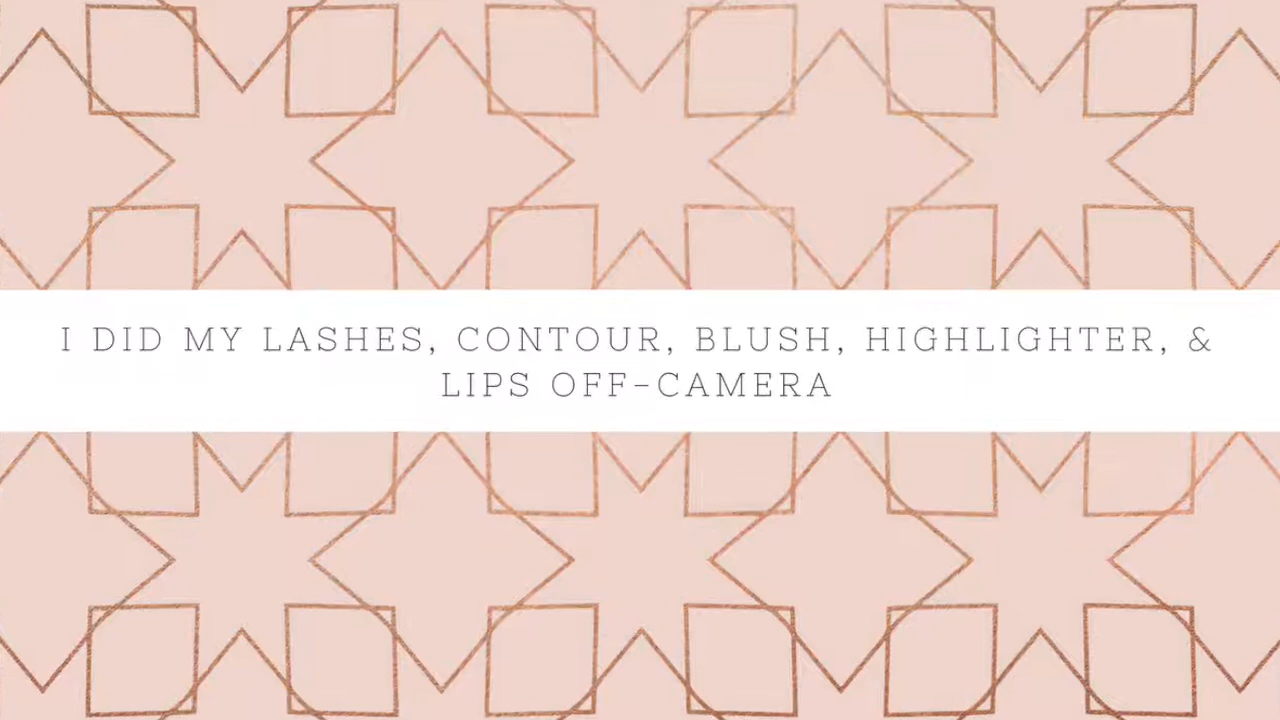 I DID MY LASHES, CONTOUR, BLUSH, HIGHLIGHTER, &
LIPS OFF-CAMERA